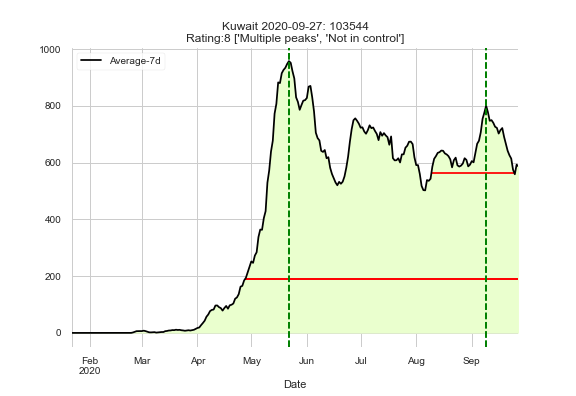 Kuwait 2020-09-27: 103544
Rating:8 ['Multiple peaks', 'Not in control']
1000
Average-7d
800
600
400
200
0
Feb Mar Apr May Jun Jul Aug Sep
2020
Date